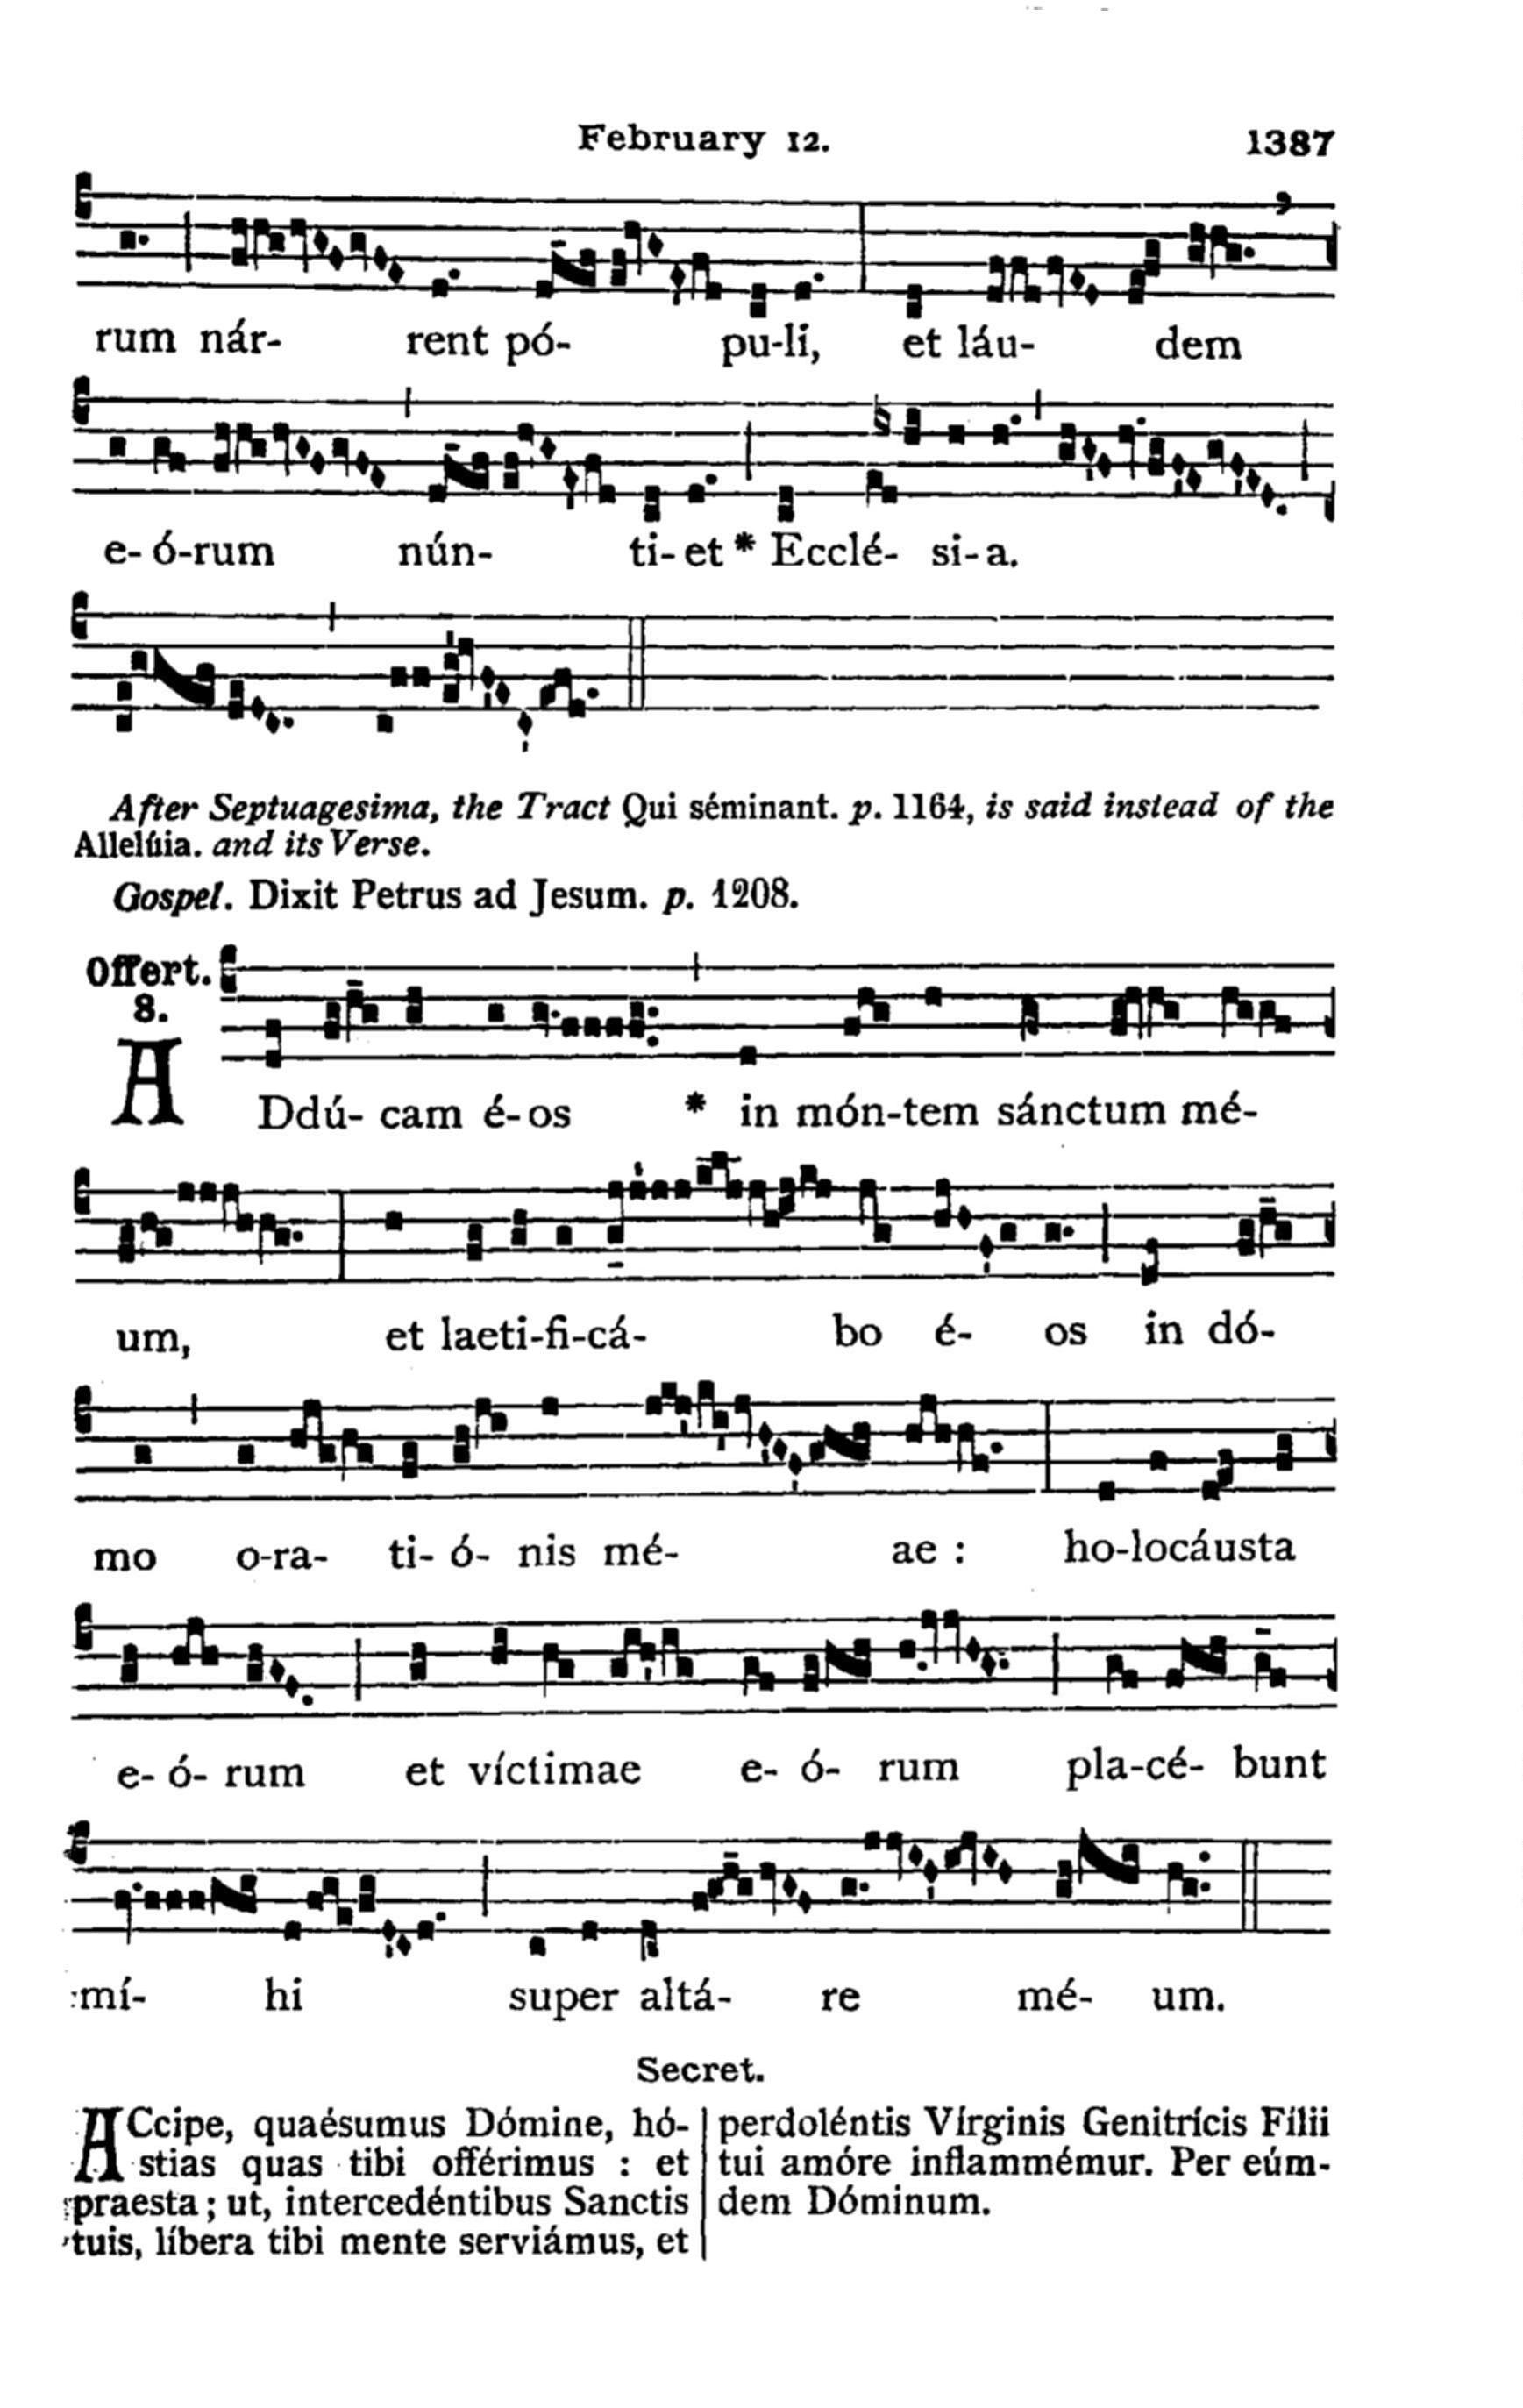 February 12. 1387
rum nár- rent pó- pu-li, et láu- dem
e- ó-rum nún- ti- et * Ecclé- si- a.
After Septuagesima, the Tract Qui séminant. p. 1164, is said instead of the
Allelúia. and its Verse.
Gospel. Dixit Petrus ad Jesum. p. 1208.
Offert.
8.
ADdú- cam é- os * in món-tem sánctum mé-
um, et laeti-fi-cá- bo é- os in dó-
mo o-ra- ti- ó- nis mé- ae : ho-locáusta
e- ó- rum et víctimae e- ó- rum pla-cé- bunt
mí- hi super altá- re mé- um.
Secret.
ACcipe, quaésumus Dómine, hó-
stias quas tibi offérimus : et
praesta ; ut, intercedéntibus Sanctis
tuis, líbera tibi mente serviámus, et
perdoléntis Vírginis Genitrícis Fílii
tui amóre inflammémur. Per eúm-
dem Dóminum.